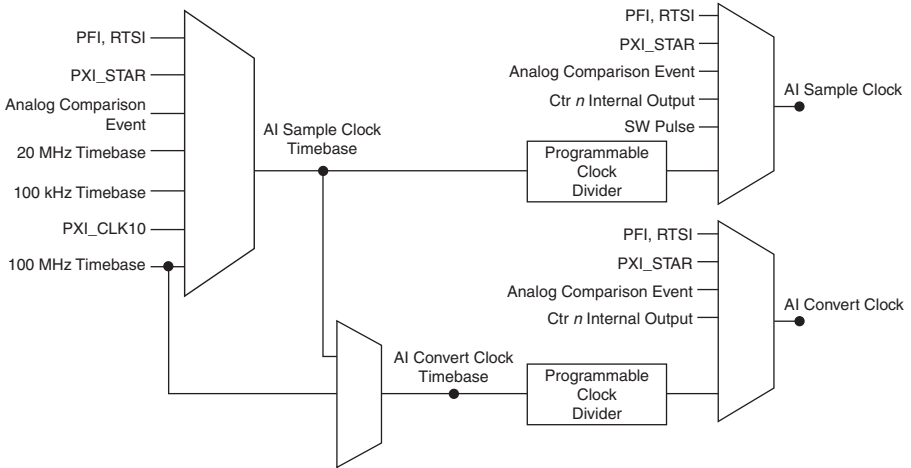 PFI, RTSI
PXI_STAR
Analog Comparison
Event
20 MHz Timebase
100 kHz Timebase
PXI_CLK10
100 MHz Timebase
AI Sample Clock
Timebase
Programmable
Clock
Divider
PFI, RTSI
PXI_STAR
Analog Comparison Event
Ctr n Internal Output
SW Pulse
AI Sample Clock
AI Convert Clock
Timebase
Programmable
Clock
Divider
PFI, RTSI
PXI_STAR
Analog Comparison Event
Ctr n Internal Output
AI Convert Clock